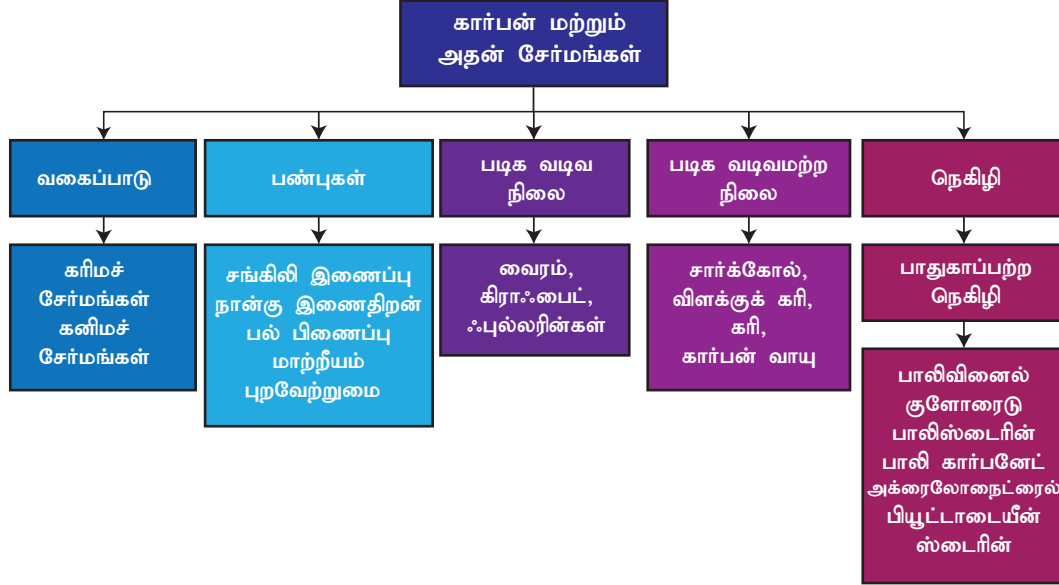 கார்பன் மற்றும்
அதன் சேர்மங்கள்
வகைப்பாடு
கரிமச்
சேர்மங்கள்
கனிமச்
சேர்மங்கள்
பண்புகள்
சங்கிலி இணைப்பு
நான்கு இணைதிறன்
பல் பிணைப்பு
மாற்றீயம்
புறவேற்றுமை
படிக வடிவ
நிலை
வைரம்,
கிராஃபைட்,
ஃபுல்லரின்கள்
படிக வடிவமற்ற
நிலை
சார்க்கோல்,
விளக்குக் கரி,
கரி,
கார்பன் வாயு
நெகிழி
பாதுகாப்பற்ற
நெகிழி
பாலிவினைல்
குளோரைடு
பாலிஸ்டைரின்
பாலி கார்பனேட்
அக்ரைலோநைட்ரைல்
பியூட்டாடையீன்
ஸ்டைரின்